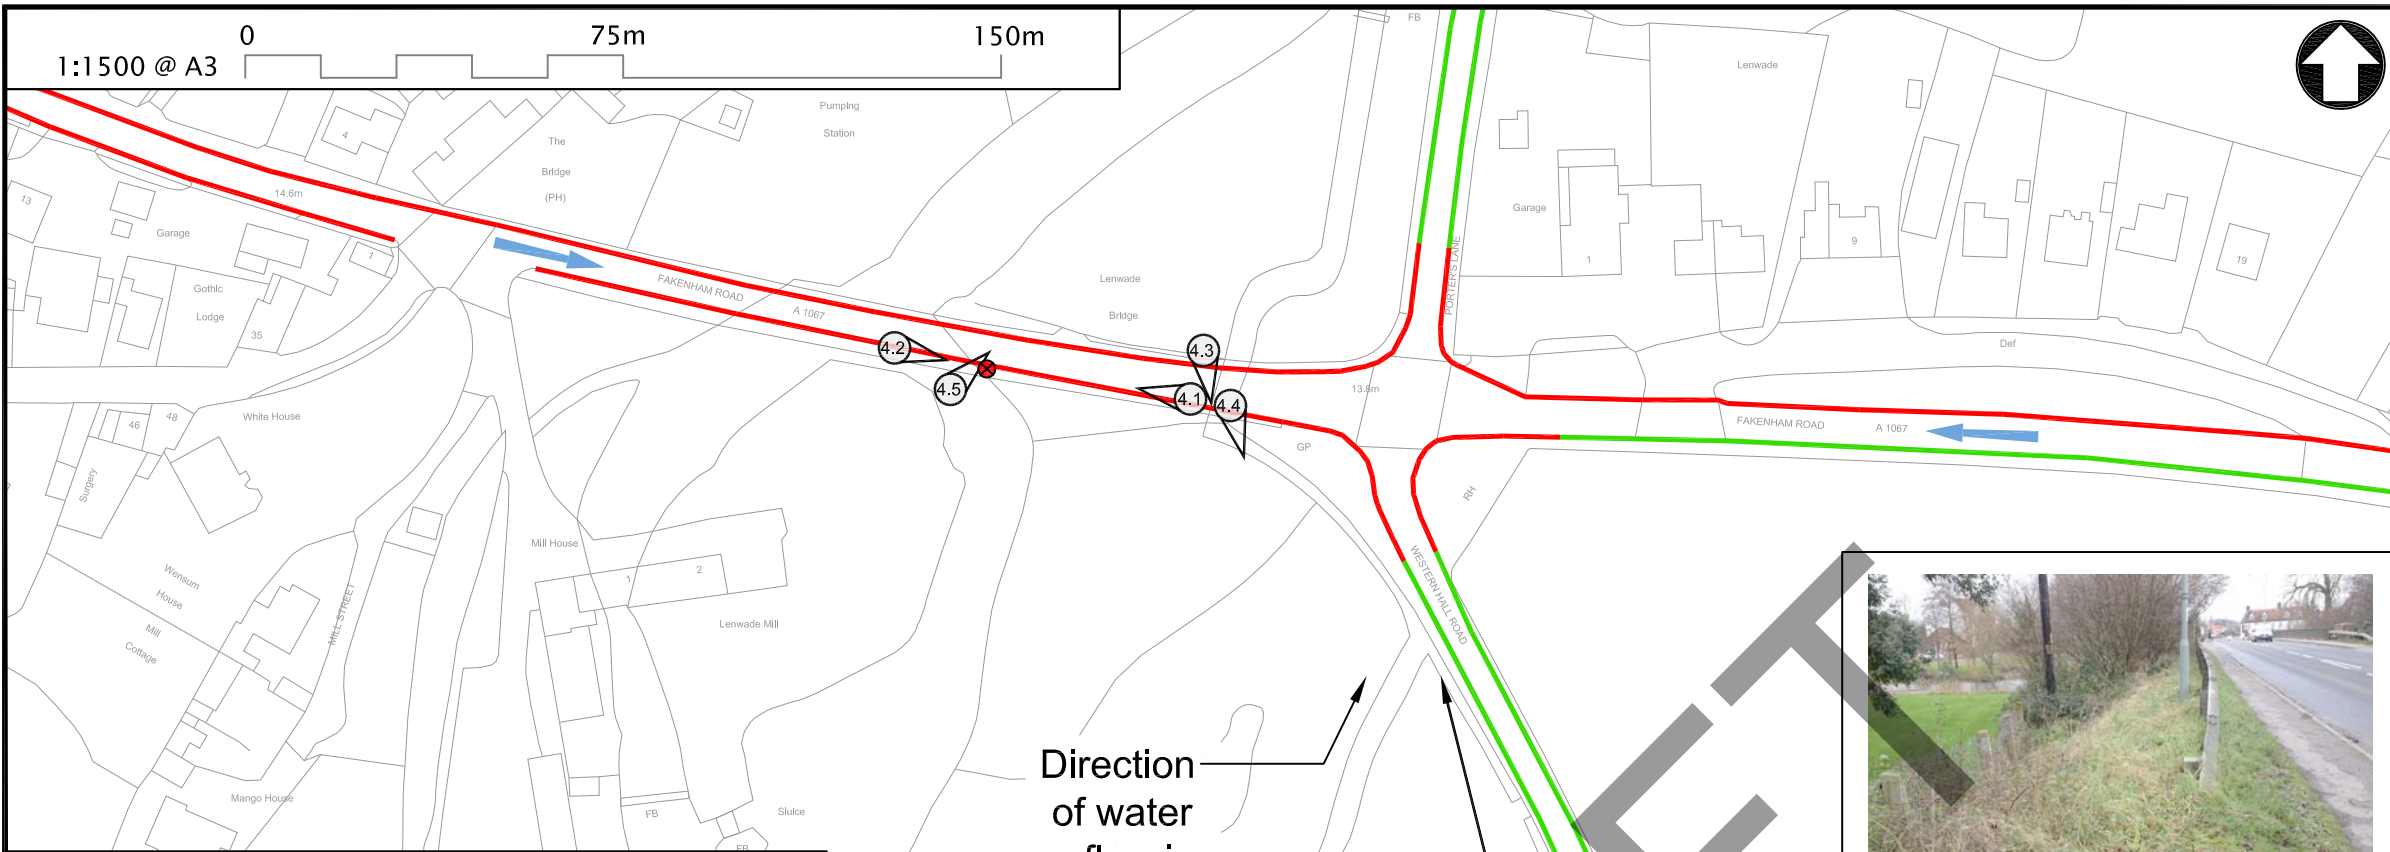 0
75m
150m
1:1500 @ A3
FB
Lenwade
Pumping
Station
4
The
Bridge
(PH)
14.6m
13
Garage
1
Gothic
Lodge
35
FAKENHAM ROAD
A 1067
Lenwade
Bridge
PORTER'S LANE
Garage
1
9
19
Def
4.2
4.5
4.3
4.1
4.4
13.8m
FAKENHAM ROAD
A 1067
GP
RH
46
48
White House
Surgery
Wensum
House
Mill
Cottage
MILL STREET
Mill House
1
2
Lenwade Mill
WESTERN HALL ROAD
Mango House
FB
Sluice
FB
Direction
of water
ET